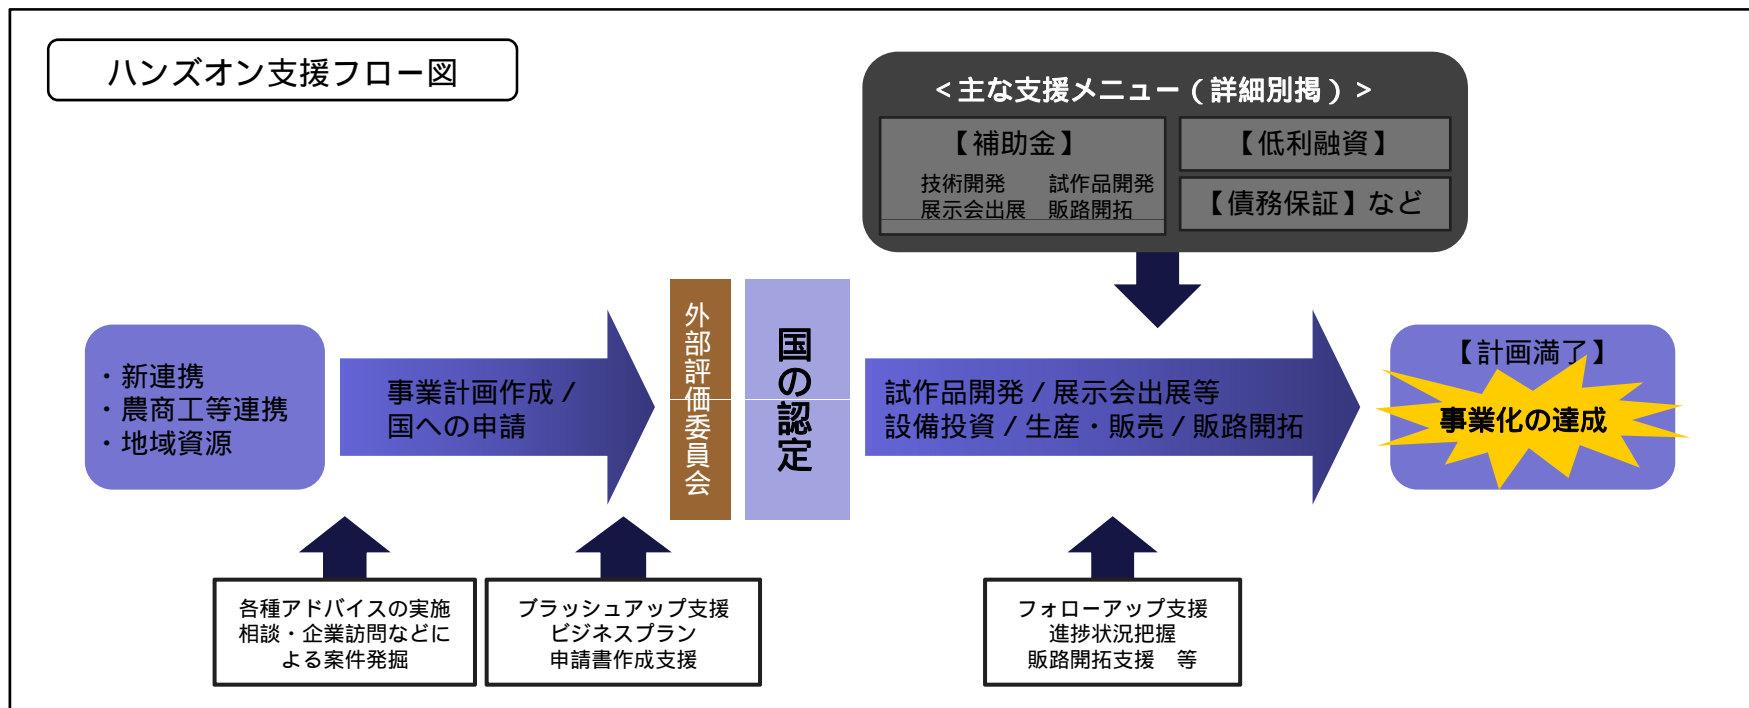 ハンズオン支援フロー図
<主な支援メニュー(詳細別掲)>
【補助金】
技術開発　試作品開発
展示会出展　販路開拓
【低利融資】
【債務保証】など
・新連携
・農商工等連携
・地域資源
事業計画作成/
国への申請
外部評価委員会
国の認定
試作品開発/展示会出展等
設備投資/生産・販売/販路開拓
【計画満了】
事業化の達成
各種アドバイスの実施
相談・企業訪問などに
よる案件発掘
ブラッシュアップ支援
ビジネスプラン
申請書作成支援
フォローアップ支援
進捗状況把握
販路開拓支援　等